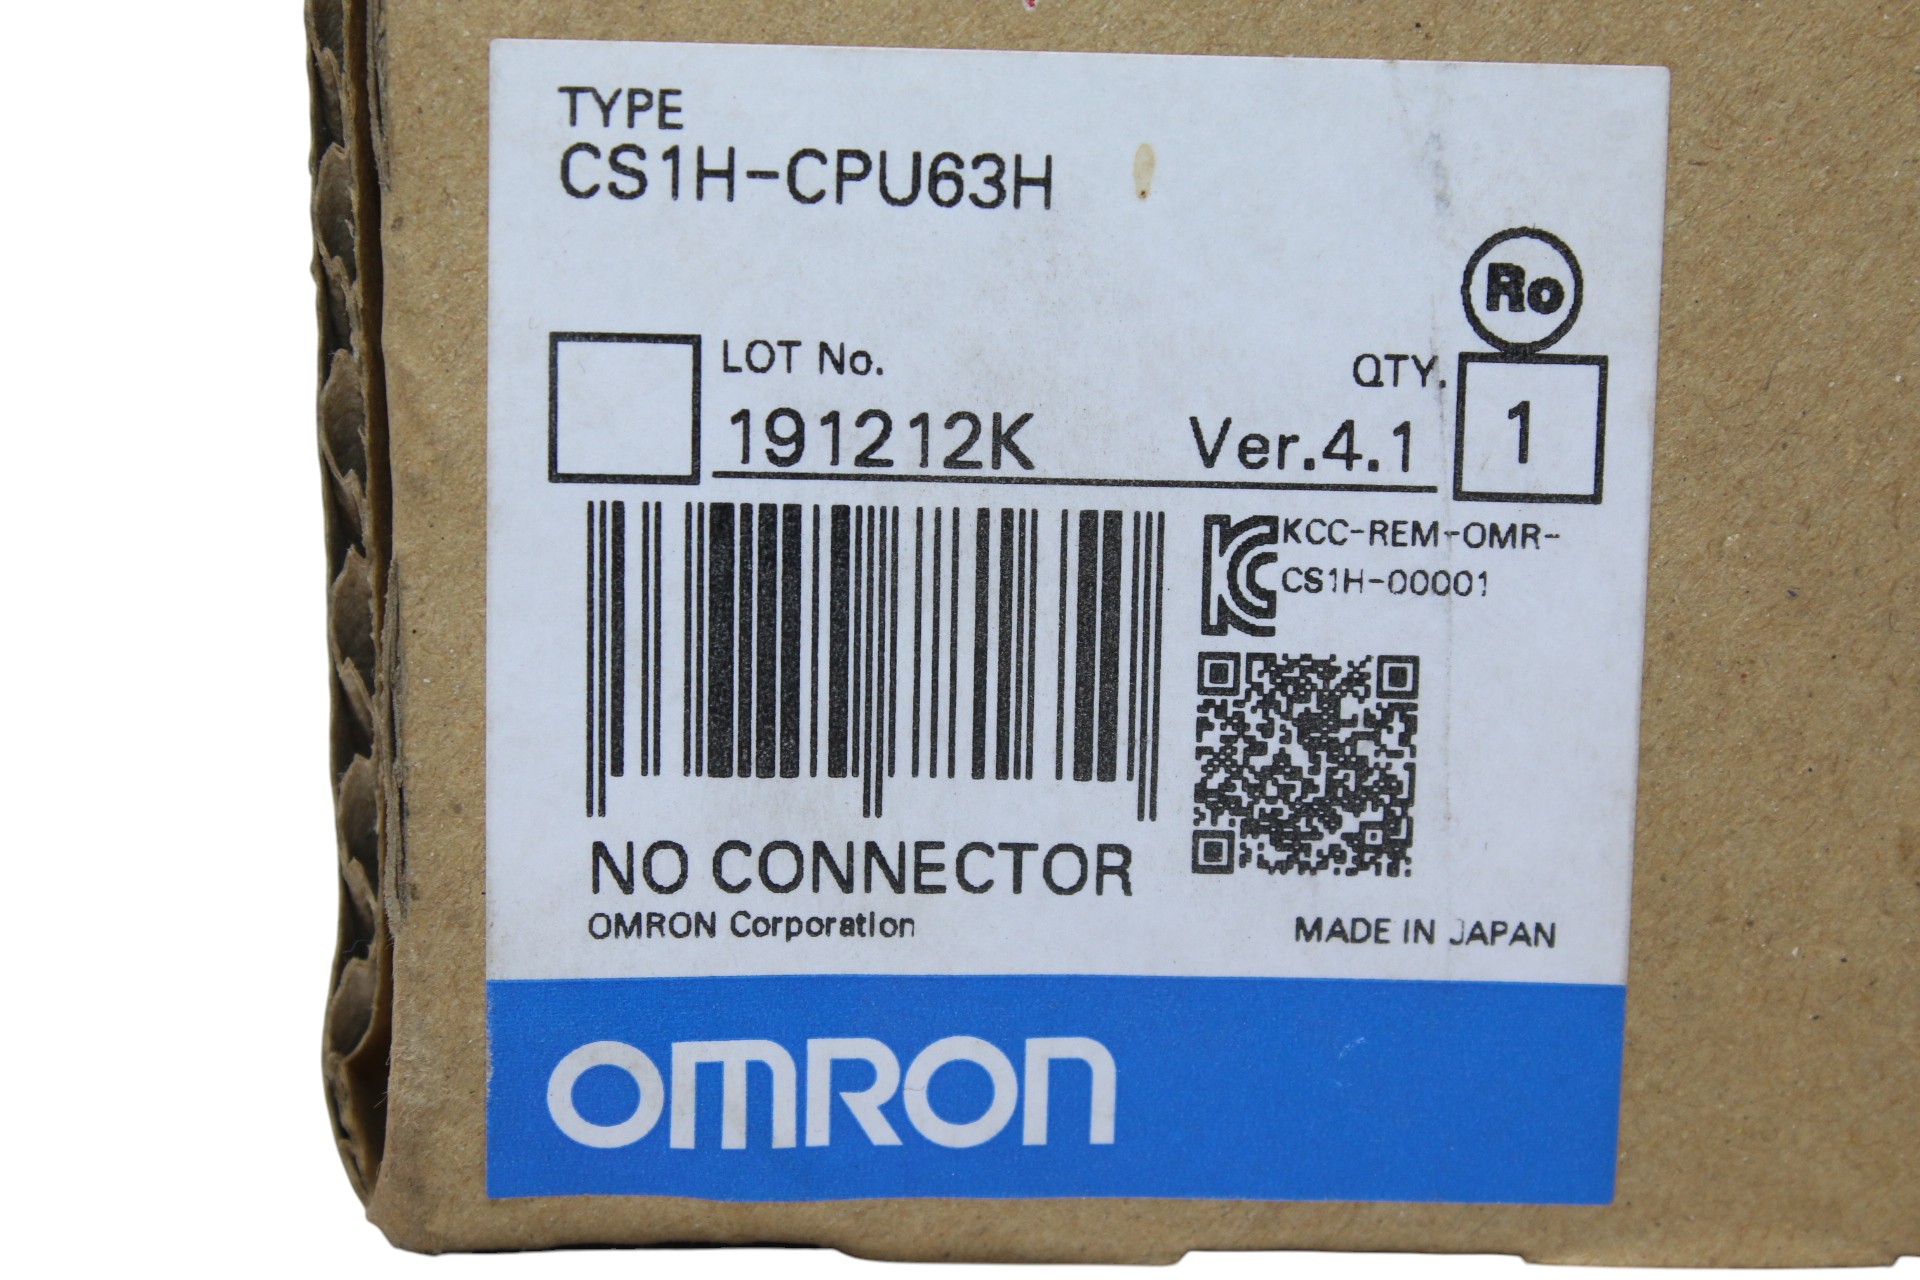 TYPE
CS1H-CPU63H
Ro
LOT No.
QTY.
191212K
Ver.4.1
1
KCC-REM-OMR-
CS1H-00001
NO CONNECTOR
OMRON Corporation
MADE IN JAPAN
OMRON